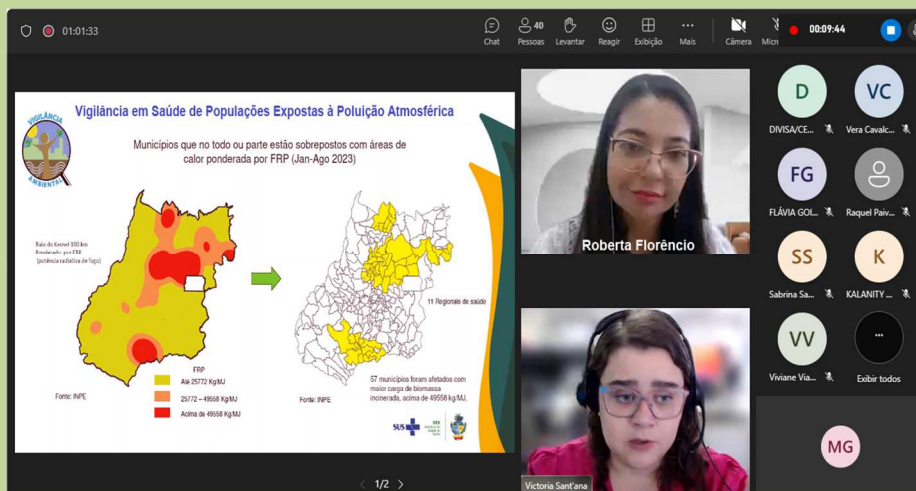 01:01:33
Chat
40
Pessoas
Levantar
Reagir
Exibição
Mais
Câmera
Micr
00:09:44
VIGILÂNCIA
AMBIENTAL
Vigilância em Saúde de Populações Expostas à Poluição Atmosférica
Municípios que no todo ou parte estão sobrepostos com áreas de
calor ponderada por FRP (Jan-Ago 2023)
Raio do Kernel 100 km
Ponderado por FRP
(potência radiativa de fogo)
11 Regionais de saúde
FRP
Até 25772 Kg/MJ
25772 – 49558 Kg/MJ
Acima de 49558 Kg/MJ
Fonte: INPE
Fonte: INPE
57 municípios foram afetados com
maior carga de biomassa
incinerada, acima de 49558 kg/MJ.
SUS
SES
1/2
Roberta Florêncio
Victoria Sant'ana
D
DIVISA/CE...
VC
Vera Cavalc...
FG
FLÁVIA GOI...
Raquel Paiv...
SS
Sabrina Sa...
K
KALANITY ...
VV
Viviane Via...
...
Exibir todos
MG